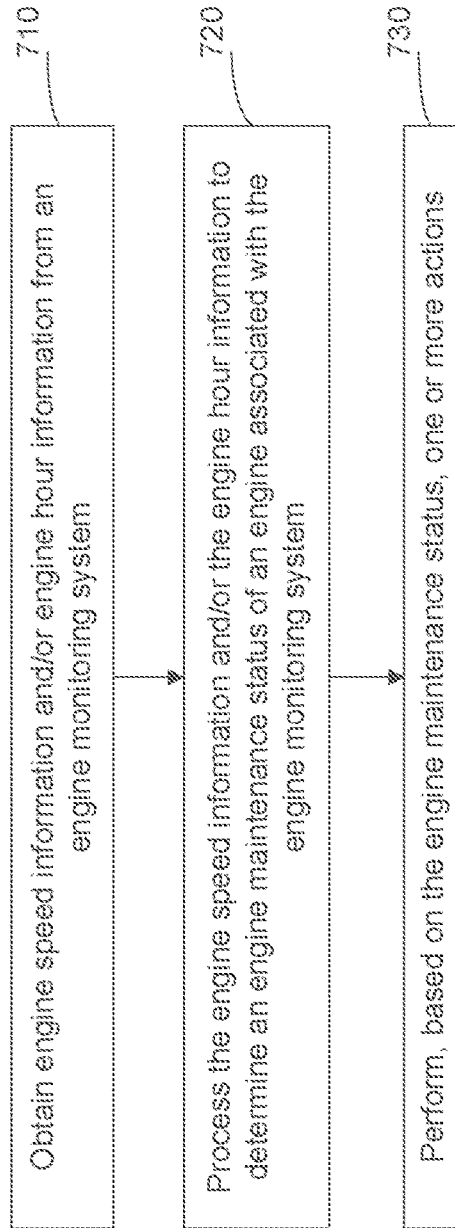 710
Obtain engine speed information and/or engine hour information from an
engine monitoring system
720
Process the engine speed information and/or the engine hour information to
determine an engine maintenance status of an engine associated with the
engine monitoring system
730
Perform, based on the engine maintenance status, one or more actions